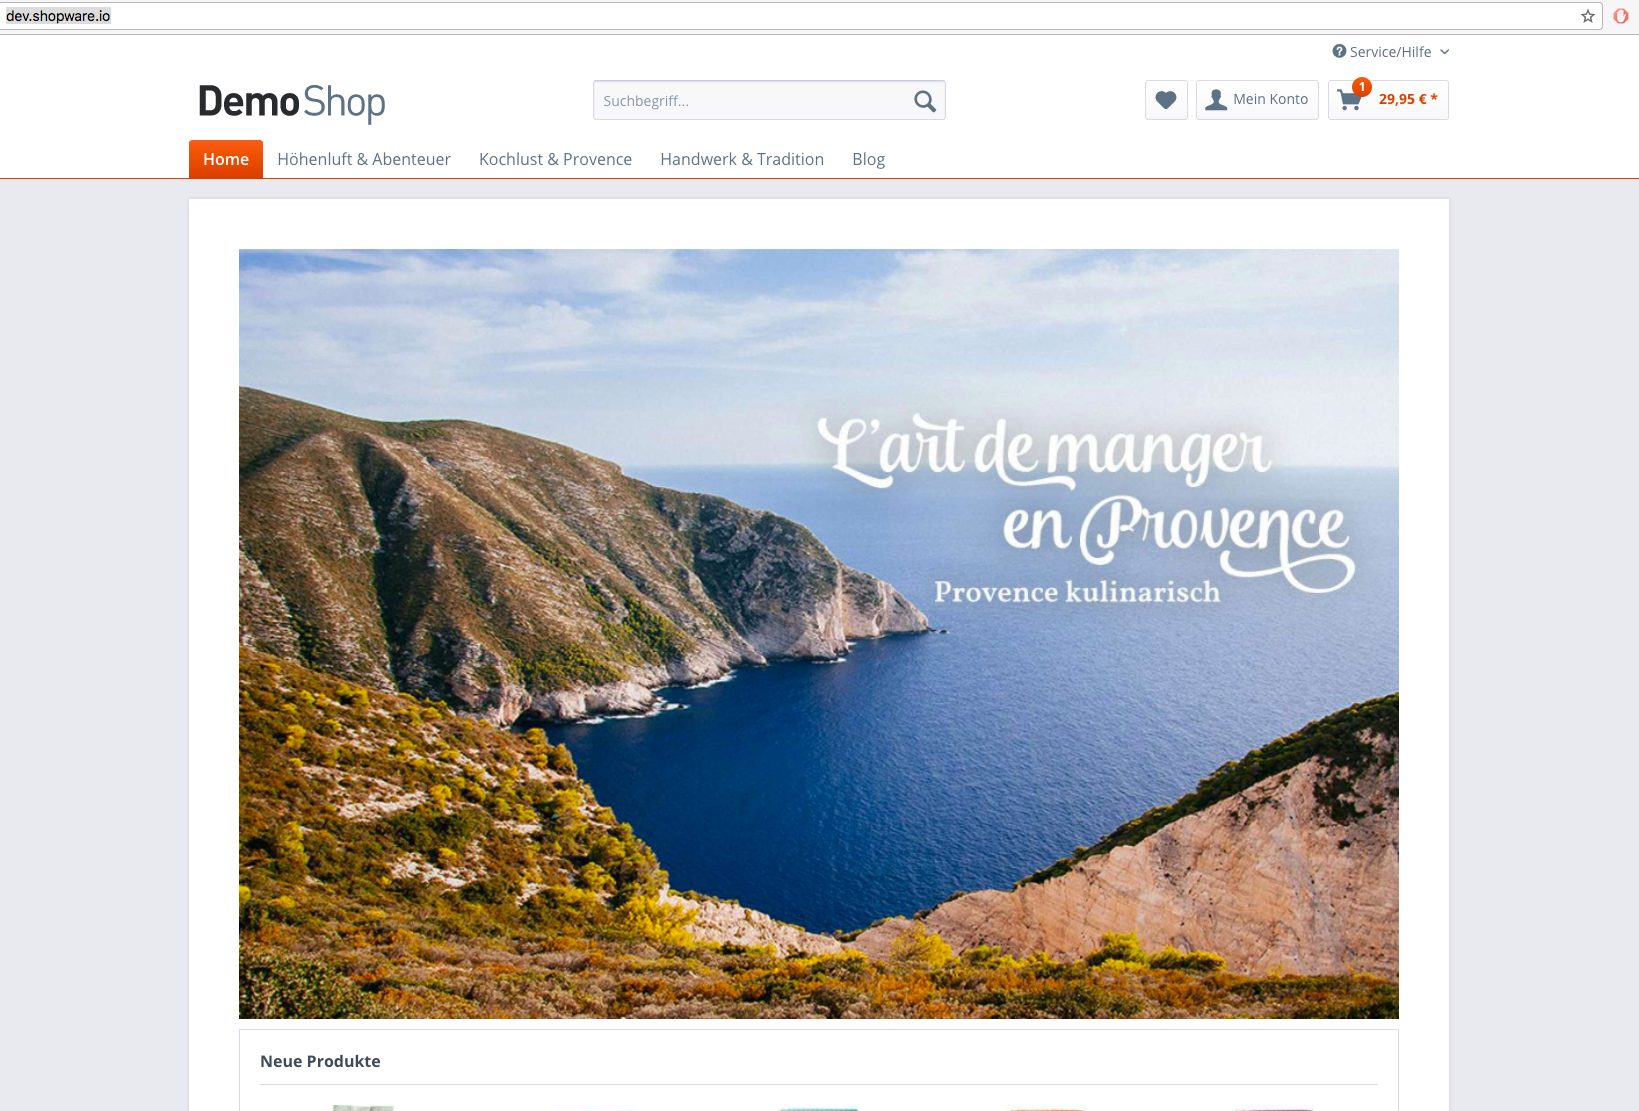 dev.shopware.io
Service/Hilfe
DemoShop
Suchbegriff...
Mein Konto
1
29,95 € *
Home
Höhenluft & Abenteuer
Kochlust & Provence
Handwerk & Tradition
Blog
L'art de manger
en Provence
Provence kulinarisch
Neue Produkte